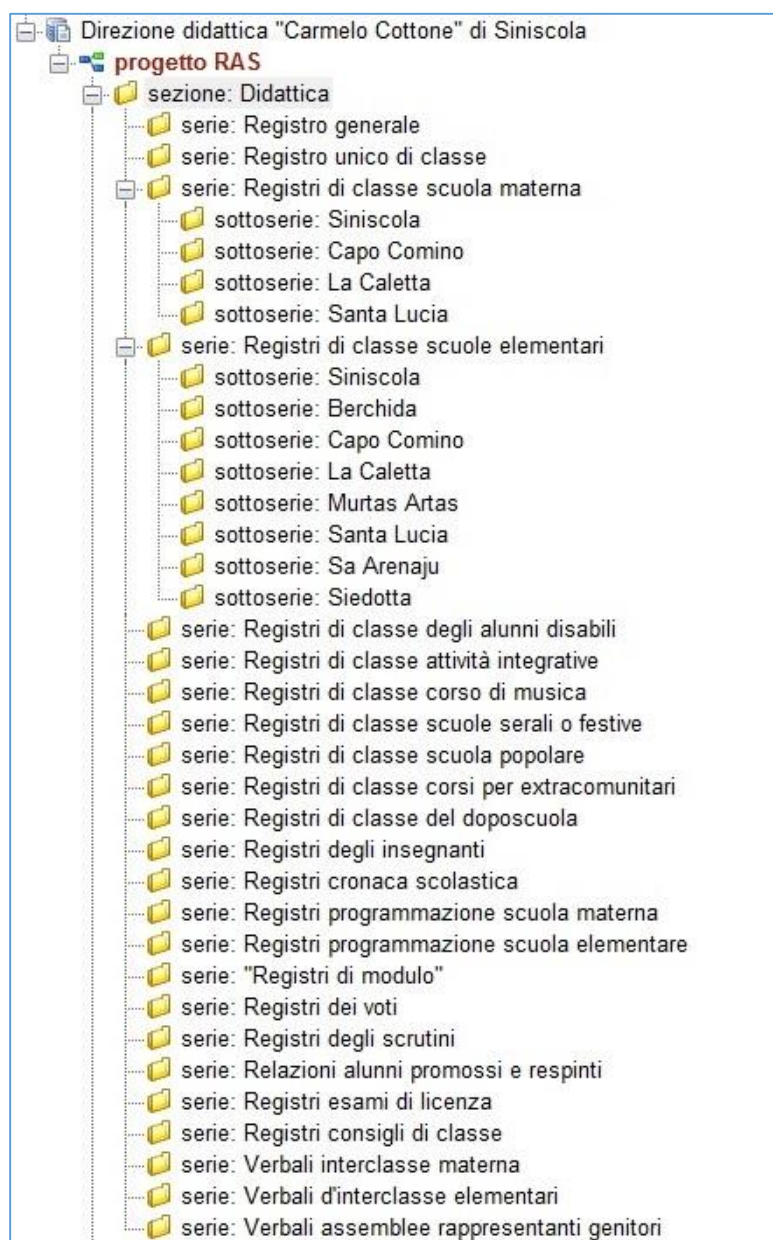 Direzione didattica "Carmelo Cottone" di Siniscola
progetto RAS
sezione: Didattica
serie: Registro generale
serie: Registro unico di classe
serie: Registri di classe scuola materna
sottoserie: Siniscola
sottoserie: Capo Comino
sottoserie: La Caletta
sottoserie: Santa Lucia
serie: Registri di classe scuole elementari
sottoserie: Siniscola
sottoserie: Berchida
sottoserie: Capo Comino
sottoserie: La Caletta
sottoserie: Murtas Artas
sottoserie: Santa Lucia
sottoserie: Sa Arenaju
sottoserie: Siedotta
serie: Registri di classe degli alunni disabili
serie: Registri di classe attività integrative
serie: Registri di classe corso di musica
serie: Registri di classe scuole serali o festive
serie: Registri di classe scuola popolare
serie: Registri di classe corsi per extracomunitari
serie: Registri di classe del doposcuola
serie: Registri degli insegnanti
serie: Registri cronaca scolastica
serie: Registri programmazione scuola materna
serie: Registri programmazione scuola elementare
serie: "Registri di modulo"
serie: Registri dei voti
serie: Registri degli scrutini
serie: Relazioni alunni promossi e respinti
serie: Registri esami di licenza
serie: Registri consigli di classe
serie: Verbali interclasse materna
serie: Verbali d'interclasse elementari
serie: Verbali assemblee rappresentanti genitori